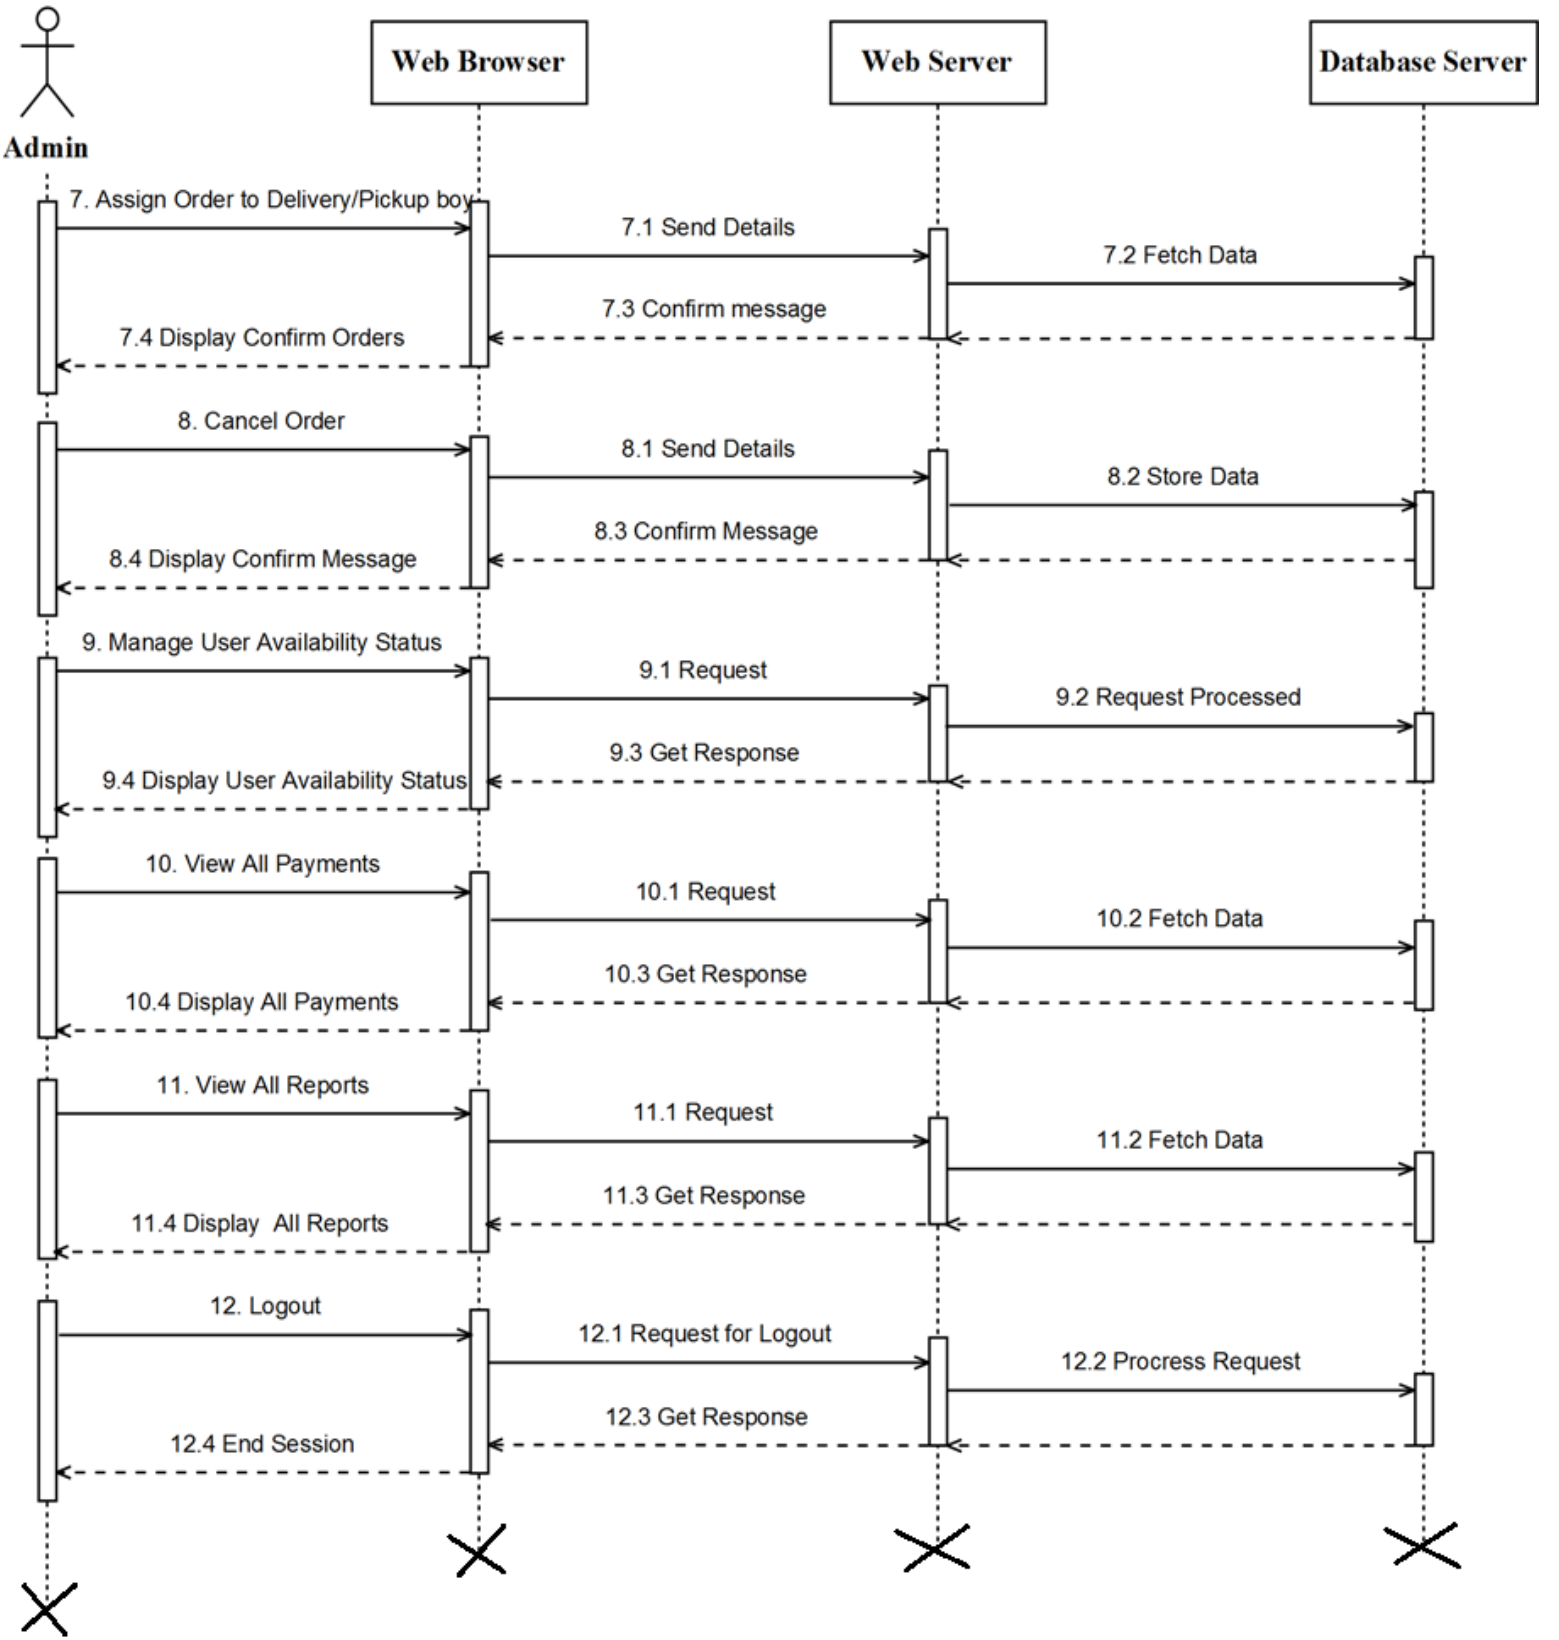 Web Browser
Web Server
Database Server
Admin
7. Assign Order to Delivery/Pickup boy
7.1 Send Details
7.2 Fetch Data
7.3 Confirm message
7.4 Display Confirm Orders
8. Cancel Order
8.1 Send Details
8.2 Store Data
8.3 Confirm Message
8.4 Display Confirm Message
9. Manage User Availability Status
9.1 Request
9.2 Request Processed
9.3 Get Response
9.4 Display User Availability Status
10. View All Payments
10.1 Request
10.2 Fetch Data
10.3 Get Response
10.4 Display All Payments
11. View All Reports
11.1 Request
11.2 Fetch Data
11.3 Get Response
11.4 Display  All Reports
12. Logout
12.1 Request for Logout
12.2 Procress Request
12.3 Get Response
12.4 End Session